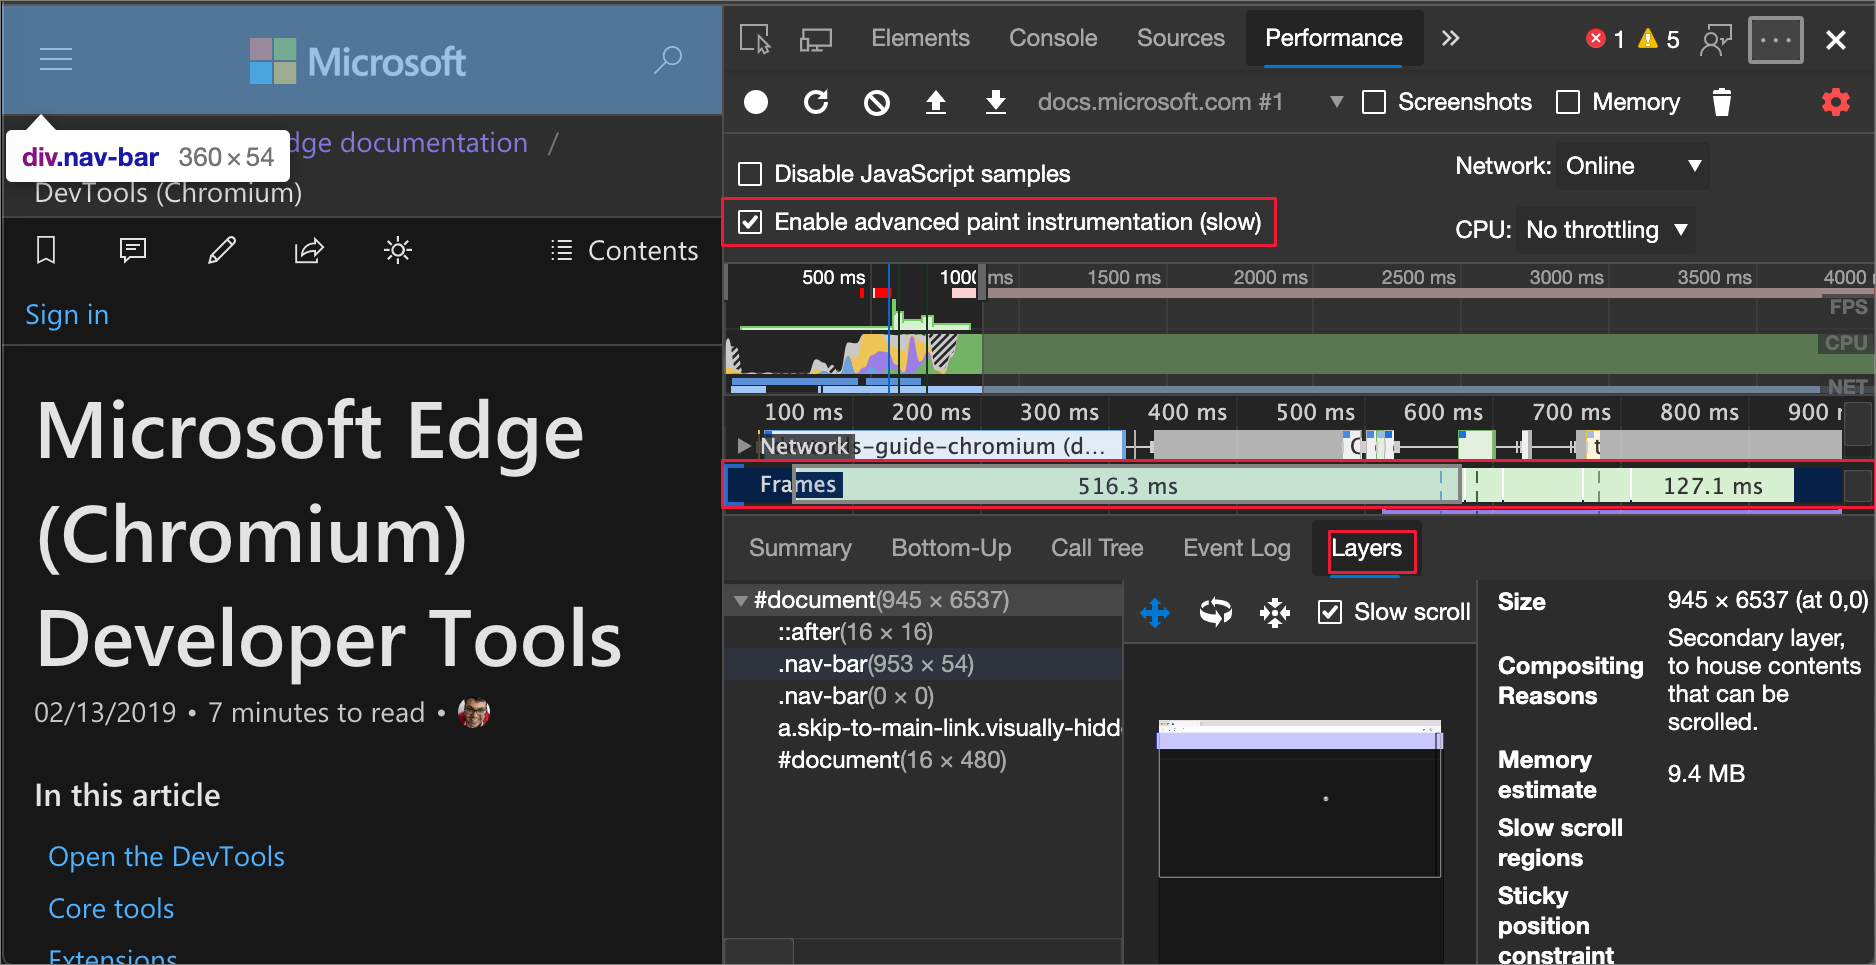 Microsoft
div.nav-bar 360 × 54
dge documentation /
DevTools (Chromium)
Contents
Sign in
Microsoft Edge
(Chromium)
Developer Tools
02/13/2019 • 7 minutes to read •
In this article
Open the DevTools
Core tools
Extensions
Elements Console Sources Performance » 1 5
docs.microsoft.com #1 Screenshots Memory
Disable JavaScript samples
Network: Online
Enable advanced paint instrumentation (slow)
CPU: No throttling
500 ms 1000 ms 1500 ms 2000 ms 2500 ms 3000 ms 3500 ms 4000
FPS
CPU
NET
100 ms 200 ms 300 ms 400 ms 500 ms 600 ms 700 ms 800 ms 900
Networks-guide-chromium (d... t
Frames 516.3 ms 127.1 ms
Summary Bottom-Up Call Tree Event Log Layers
#document(945 × 6537)
::after(16 × 16)
.nav-bar(953 × 54)
.nav-bar(0 × 0)
a.skip-to-main-link.visually-hidd
#document(16 × 480)
Slow scroll
Size 945 × 6537 (at 0,0)
Compositing Reasons Secondary layer,
to house contents
that can be
scrolled.
Memory
estimate 9.4 MB
Slow scroll
regions
Sticky
position
constraint